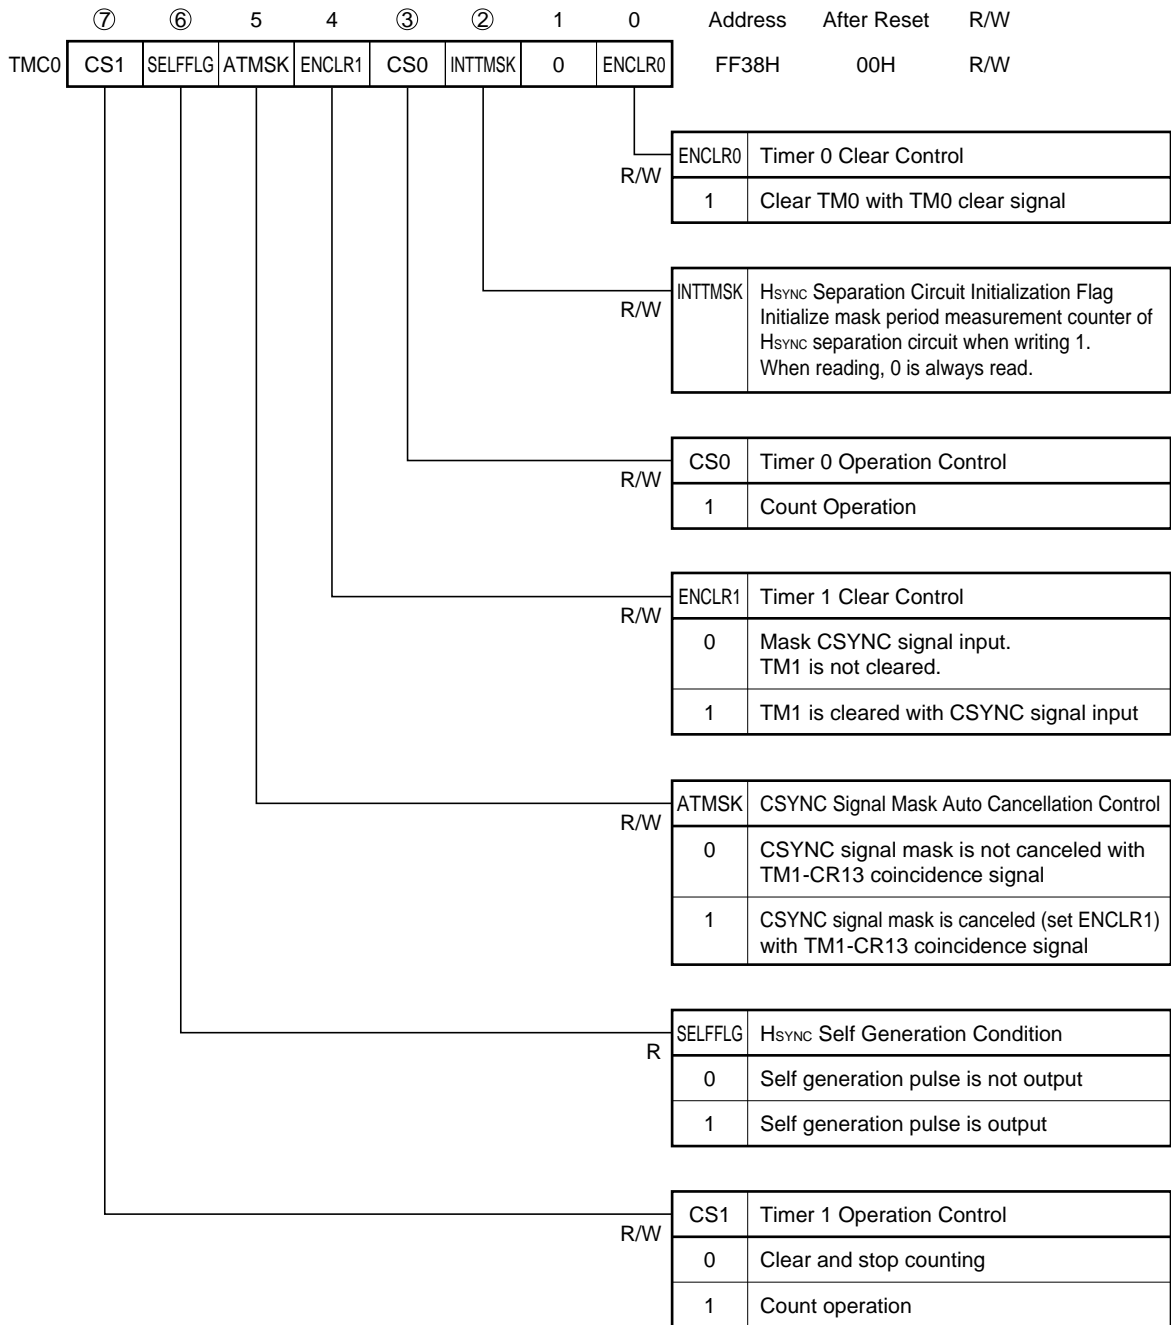 ⑦ ⑥ 5 4 ③ ② 1 0 Address After Reset R/W
TMC0 CS1 SELFFLG ATMSK ENCLR1 CS0 INTTMSK 0 ENCLR0 FF38H 00H R/W
R/W ENCLR0 Timer 0 Clear Control
1 Clear TM0 with TM0 clear signal
R/W INTTMSK HSYNC Separation Circuit Initialization Flag
Initialize mask period measurement counter of
HSYNC separation circuit when writing 1.
When reading, 0 is always read.
R/W CS0 Timer 0 Operation Control
1 Count Operation
R/W ENCLR1 Timer 1 Clear Control
0 Mask CSYNC signal input.
TM1 is not cleared.
1 TM1 is cleared with CSYNC signal input
R/W ATMSK CSYNC Signal Mask Auto Cancellation Control
0 CSYNC signal mask is not canceled with
TM1-CR13 coincidence signal
1 CSYNC signal mask is canceled (set ENCLR1)
with TM1-CR13 coincidence signal
R SELFFLG HSYNC Self Generation Condition
0 Self generation pulse is not output
1 Self generation pulse is output
R/W CS1 Timer 1 Operation Control
0 Clear and stop counting
1 Count operation